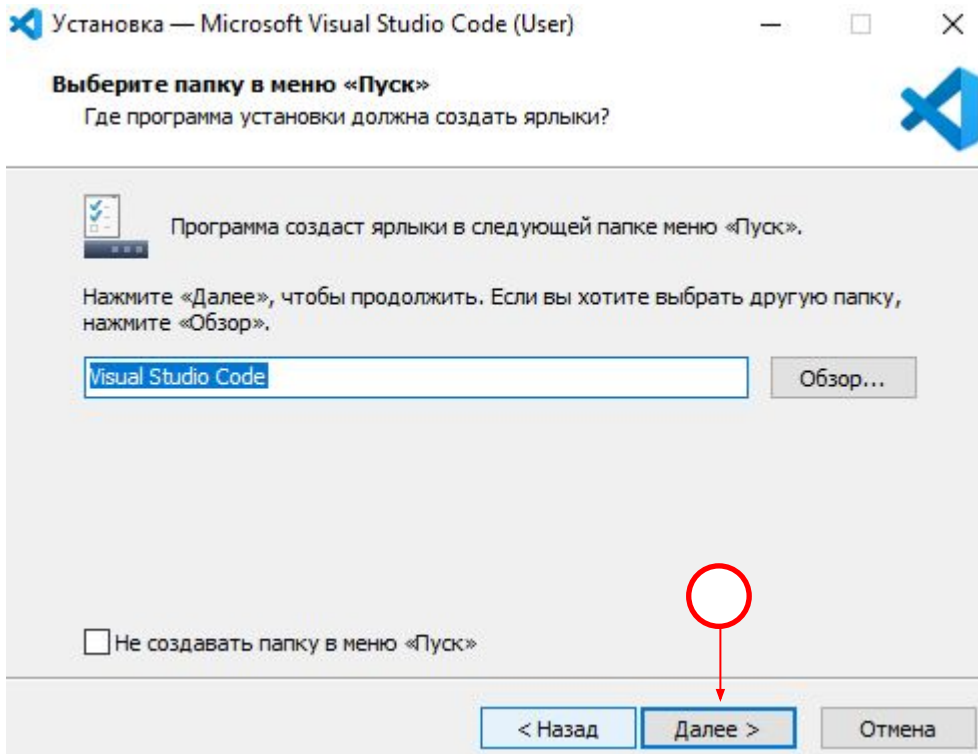 Установка — Microsoft Visual Studio Code (User)
Выберите папку в меню «Пуск»
Где программа установки должна создать ярлыки?
Программа создаст ярлыки в следующей папке меню «Пуск».
Нажмите «Далее», чтобы продолжить. Если вы хотите выбрать другую папку,
нажмите «Обзор».
Visual Studio Code
Обзор...
Не создавать папку в меню «Пуск»
< Назад
Далее >
Отмена